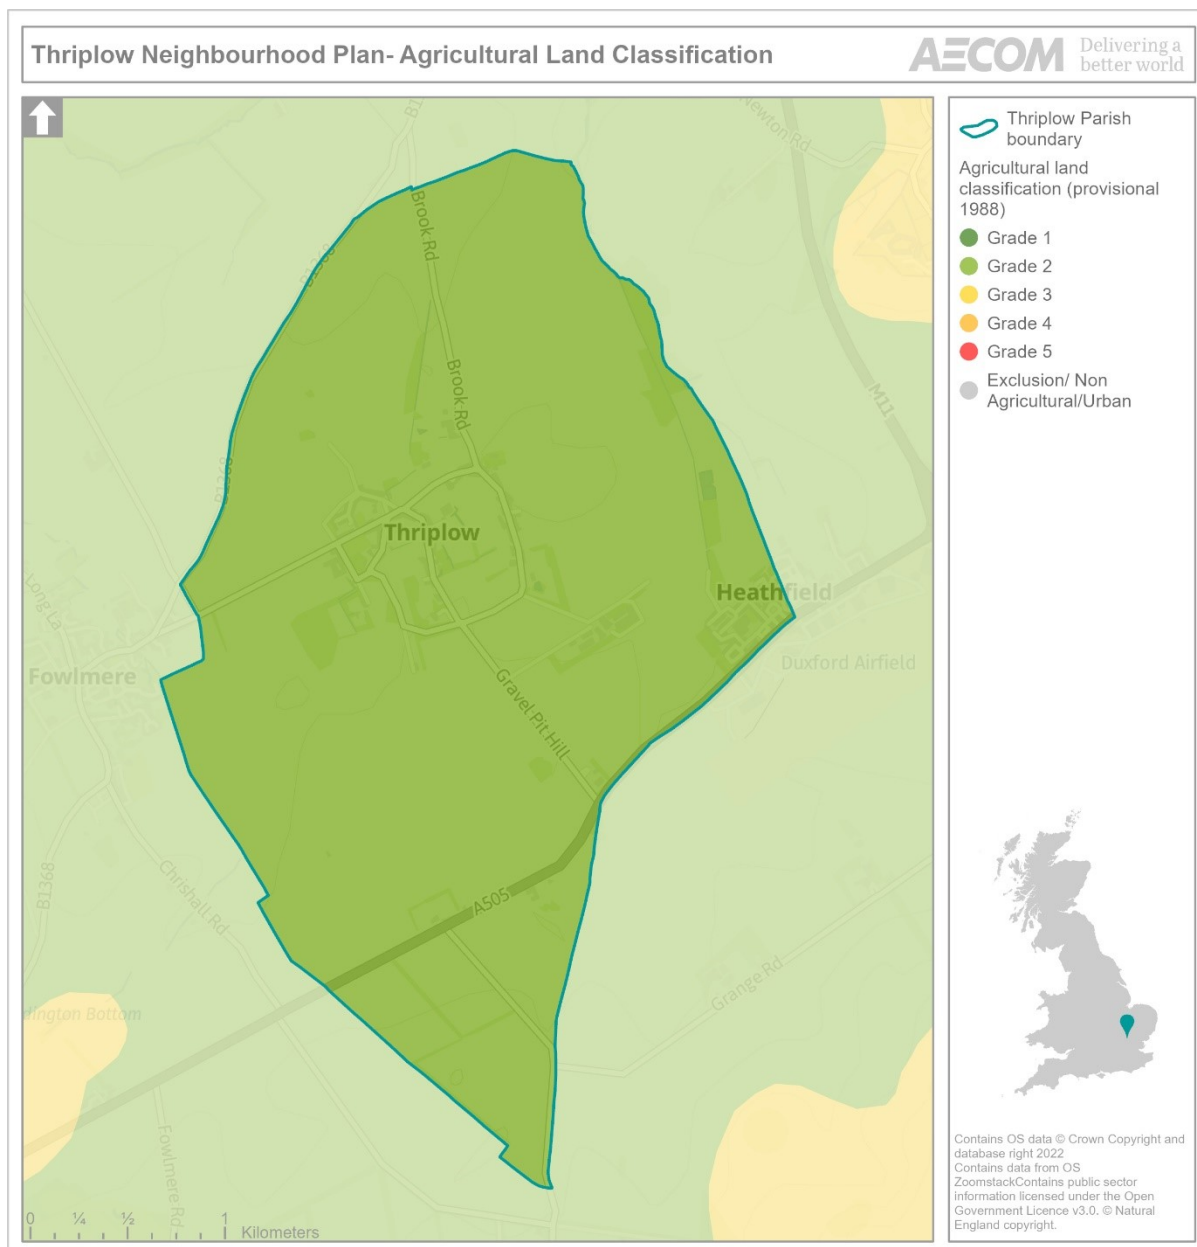 Thriplow Neighbourhood Plan- Agricultural Land Classification
AECOM
Delivering a
better world
B1
Newton Rd
Brook Rd
B1368
M11
Brook Rd
B1368
Thriplow
Long La
Heathfield
Duxford Airfield
Fowlmere
Gravel Pit Hill
B1368
Chrishall Rd
A505
Grange Rd
dington Bottom
Fowlmere Rd
0 ¼ ½ 1
Kilometers
Thriplow Parish
boundary
Agricultural land
classification (provisional
1988)
Grade 1
Grade 2
Grade 3
Grade 4
Grade 5
Exclusion/ Non
Agricultural/Urban
Contains OS data © Crown Copyright and
database right 2022
Contains data from OS
ZoomstackContains public sector
information licensed under the Open
Government Licence v3.0. © Natural
England copyright.